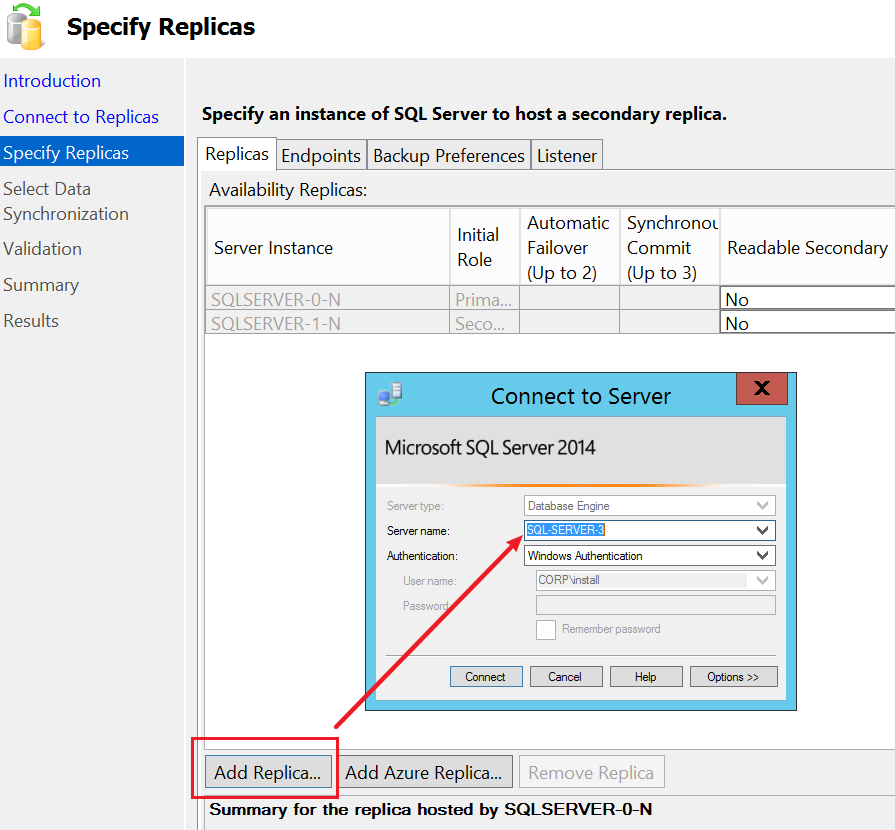 Specify Replicas
Introduction
Connect to Replicas
Specify Replicas
Select Data
Synchronization
Validation
Summary
Results
Specify an instance of SQL Server to host a secondary replica.
Replicas
Endpoints
Backup Preferences
Listener
Availability Replicas:
Server Instance
Initial
Role
Automatic
Failover
(Up to 2)
Synchronou
Commit
(Up to 3)
Readable Secondary
SQLSERVER-0-N
Prima...
No
SQLSERVER-1-N
Seco...
No
Connect to Server
X
Microsoft SQL Server 2014
Server type:
Database Engine
Server name:
SQL-SERVER-3
Authentication:
Windows Authentication
User name:
CORP\install
Password:
Remember password
Connect
Cancel
Help
Options >>
Add Replica...
Add Azure Replica...
Remove Replica
Summary for the replica hosted by SQLSERVER-0-N